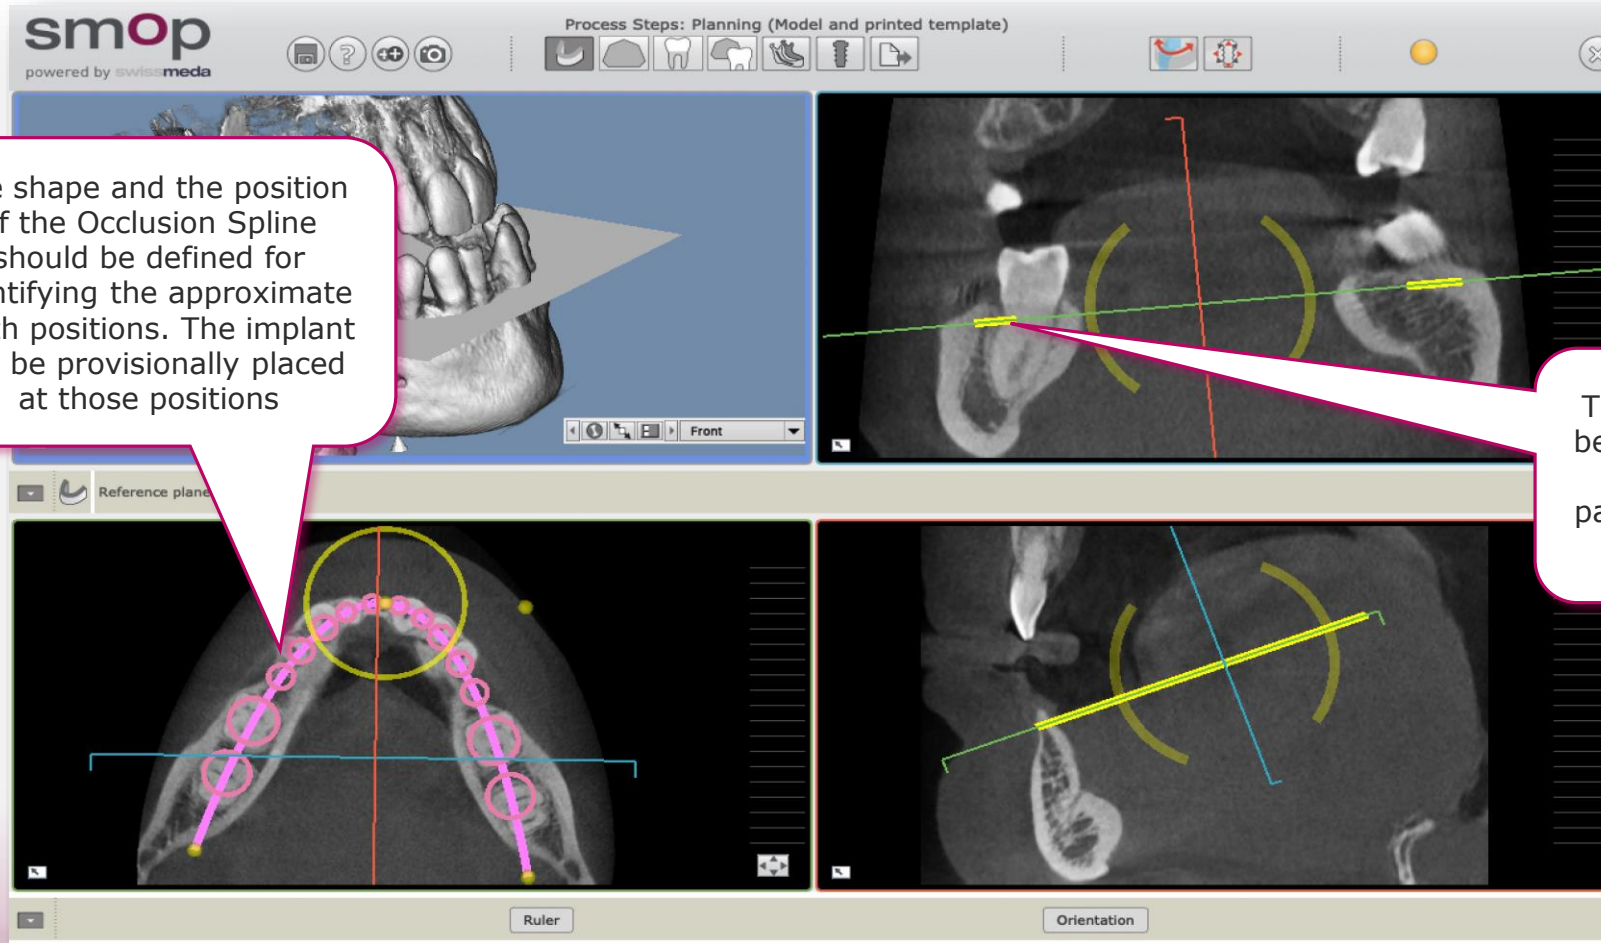 smop
powered by swissmeda
Process Steps: Planning (Model and printed template)
e shape and the position
f the Occlusion Spline
should be defined for
ntifying the approximate
th positions. The implant
be provisionally placed
at those positions
Front
T
be
pa
Reference plane
Ruler
Orientation